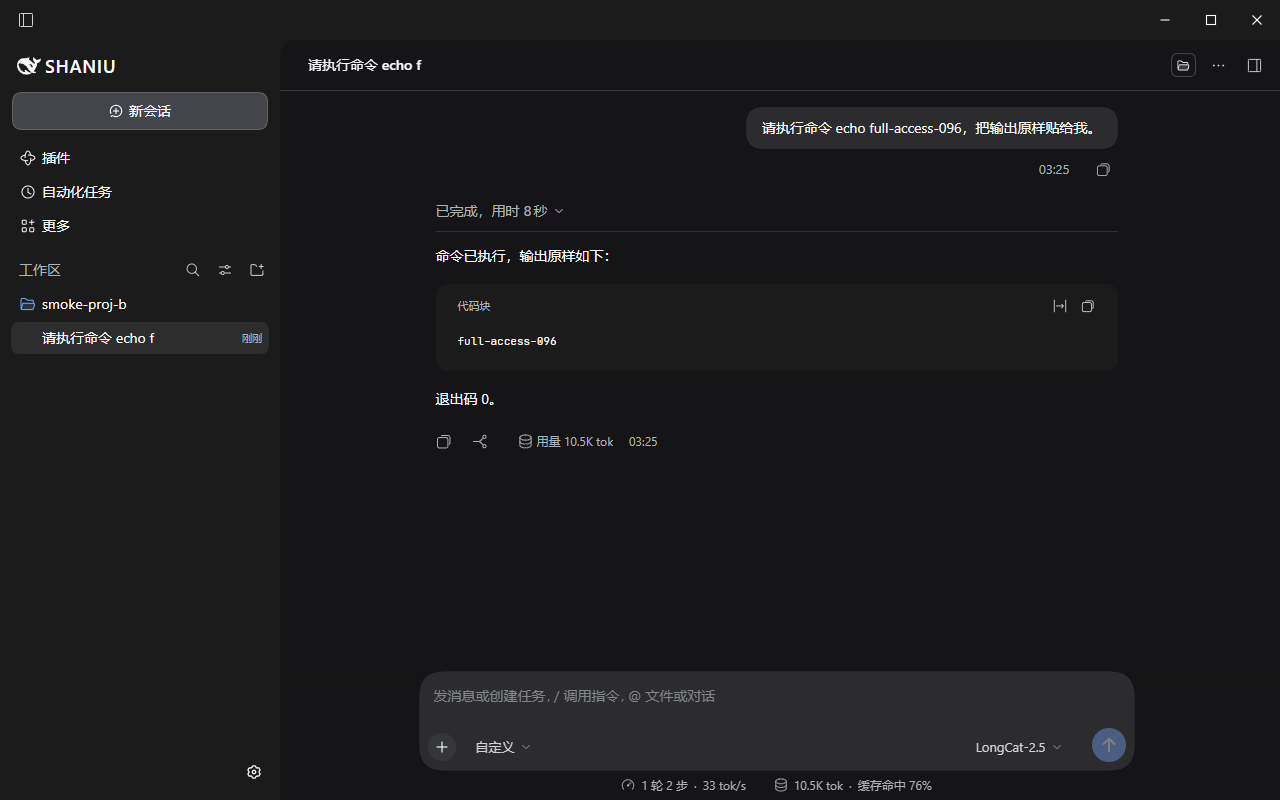 SHANIU
新会话
插件
自动化任务
更多
工作区
smoke-proj-b
请执行命令 echo f
刚刚
请执行命令 echo f
请执行命令 echo full-access-096，把输出原样贴给我。
03:25
已完成，用时 8 秒
命令已执行，输出原样如下：
代码块
full-access-096
退出码 0。
用量 10.5K tok
03:25
发消息或创建任务, / 调用指令, @ 文件或对话
自定义
LongCat-2.5
1 轮 2 步 · 33 tok/s
10.5K tok · 缓存命中 76%